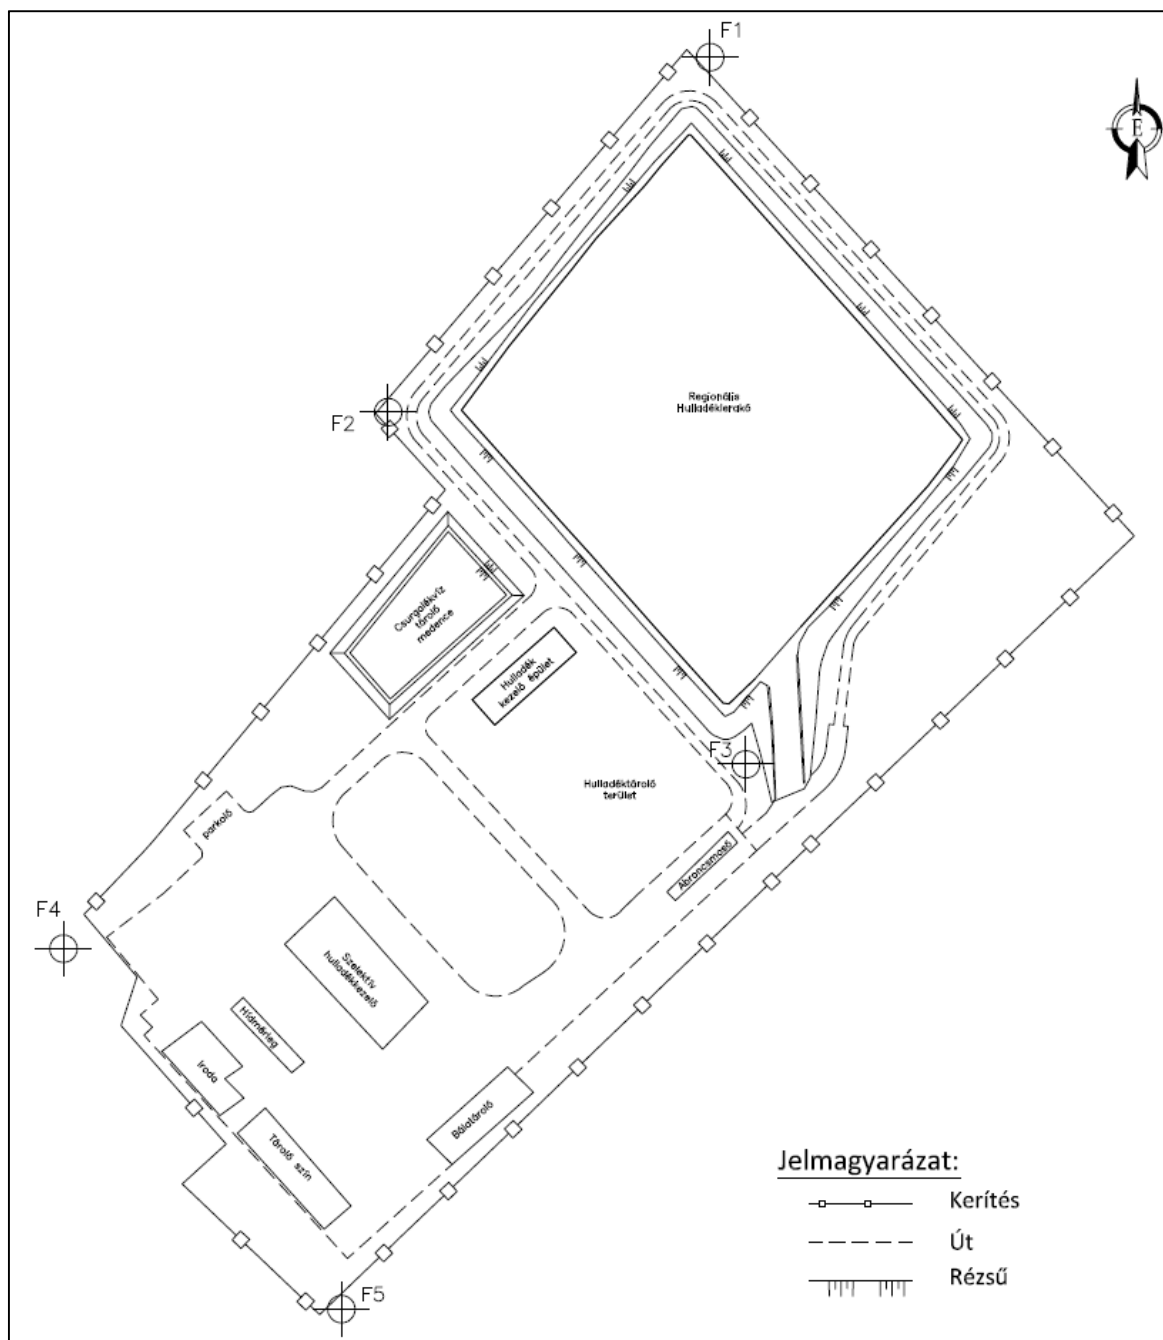 F1
E
Regionális
Hulladéklerakó
F2
Csurgalékvíz
tároló
medence
Hulladék
kezelő épület
F3
Hulladéktároló
terület
parkoló
Abroncsmosó
F4
Szelektív
hulladékkezelő
Hídmérleg
Iroda
Bálatároló
Tároló szín
F5
Jelmagyarázat:
Kerítés
Út
Rézsű